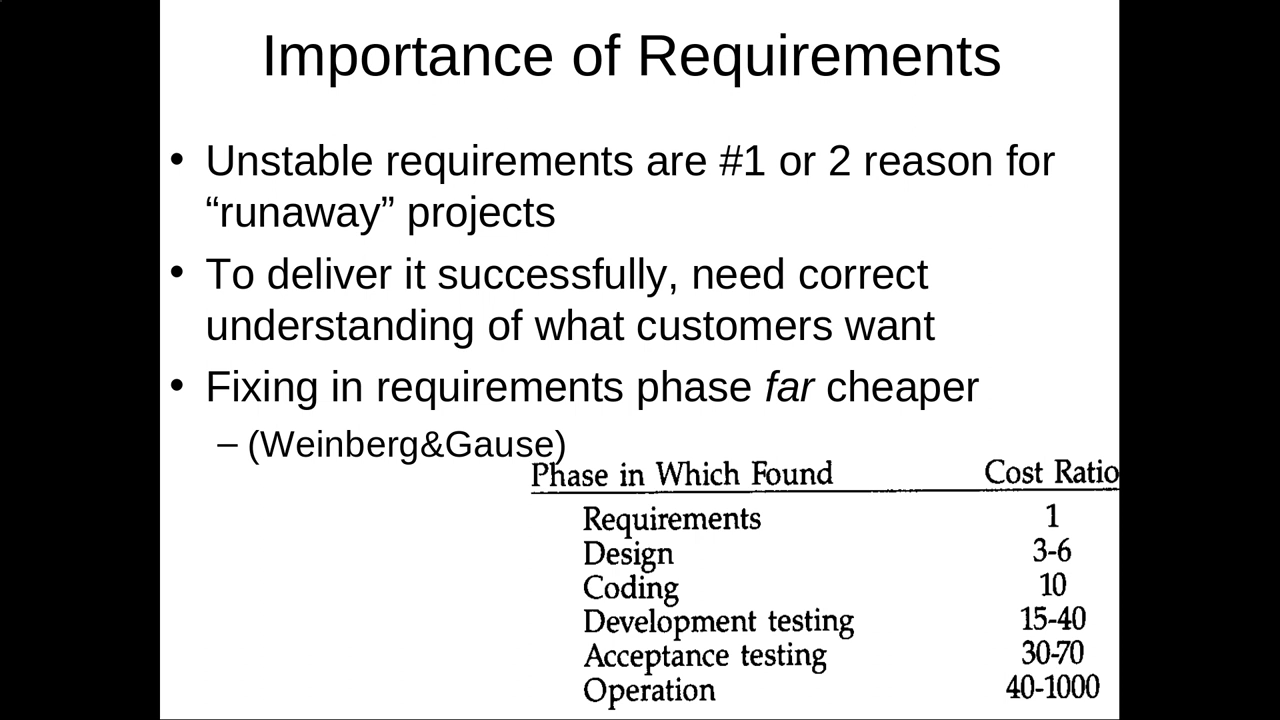 Importance of Requirements
• Unstable requirements are #1 or 2 reason for
“runaway” projects
• To deliver it successfully, need correct
understanding of what customers want
• Fixing in requirements phase far cheaper
– (Weinberg&Gause)
Phase in Which Found Cost Ratio
Requirements 1
Design 3-6
Coding 10
Development testing 15-40
Acceptance testing 30-70
Operation 40-1000